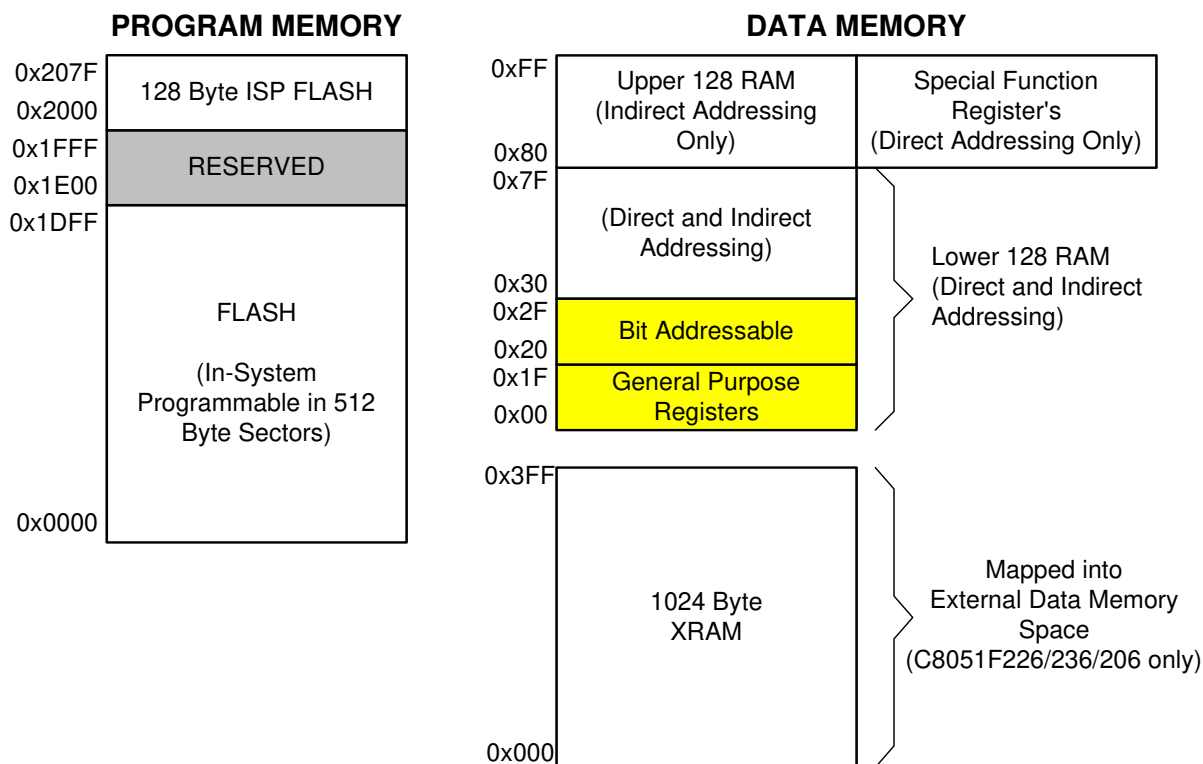 PROGRAM MEMORY
0x207F
0x2000
128 Byte ISP FLASH
0x1FFF
0x1E00
RESERVED
0x1DFF
FLASH
(In-System
Programmable in 512
Byte Sectors)
0x0000
DATA MEMORY
0xFF
0x80
Upper 128 RAM
(Indirect Addressing
Only)
Special Function
Register's
(Direct Addressing Only)
0x7F
0x30
(Direct and Indirect
Addressing)
0x2F
0x20
Bit Addressable
0x1F
0x00
General Purpose
Registers
Lower 128 RAM
(Direct and Indirect
Addressing)
0x3FF
1024 Byte
XRAM
0x000
Mapped into
External Data Memory
Space
(C8051F226/236/206 only)